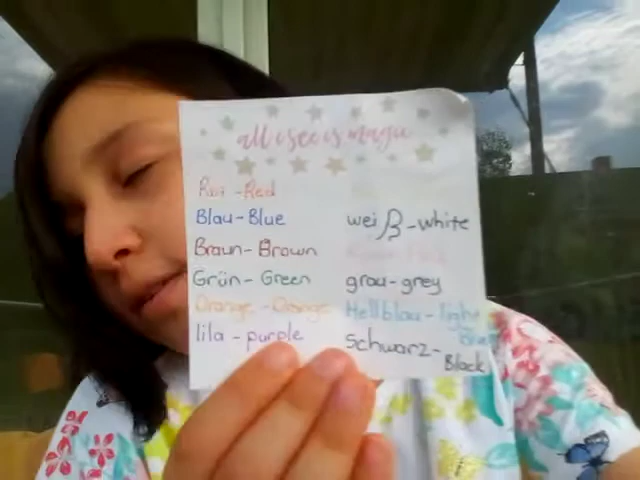 all i see is magic
Rot - Red
Blau - Blue
Braun - Brown
Grün - Green
Orange - Orange
lila - purple
weiß - white
grau - grey
Hellblau - light
Blue
schwarz -
Black